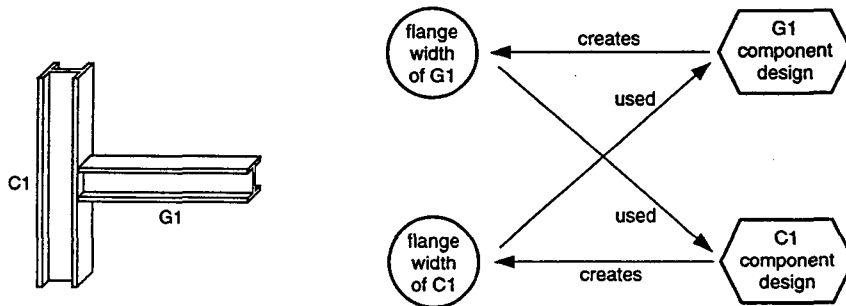 C1
G1
flange
width
of G1
creates
G1
component
design
used
used
flange
width
of C1
creates
C1
component
design